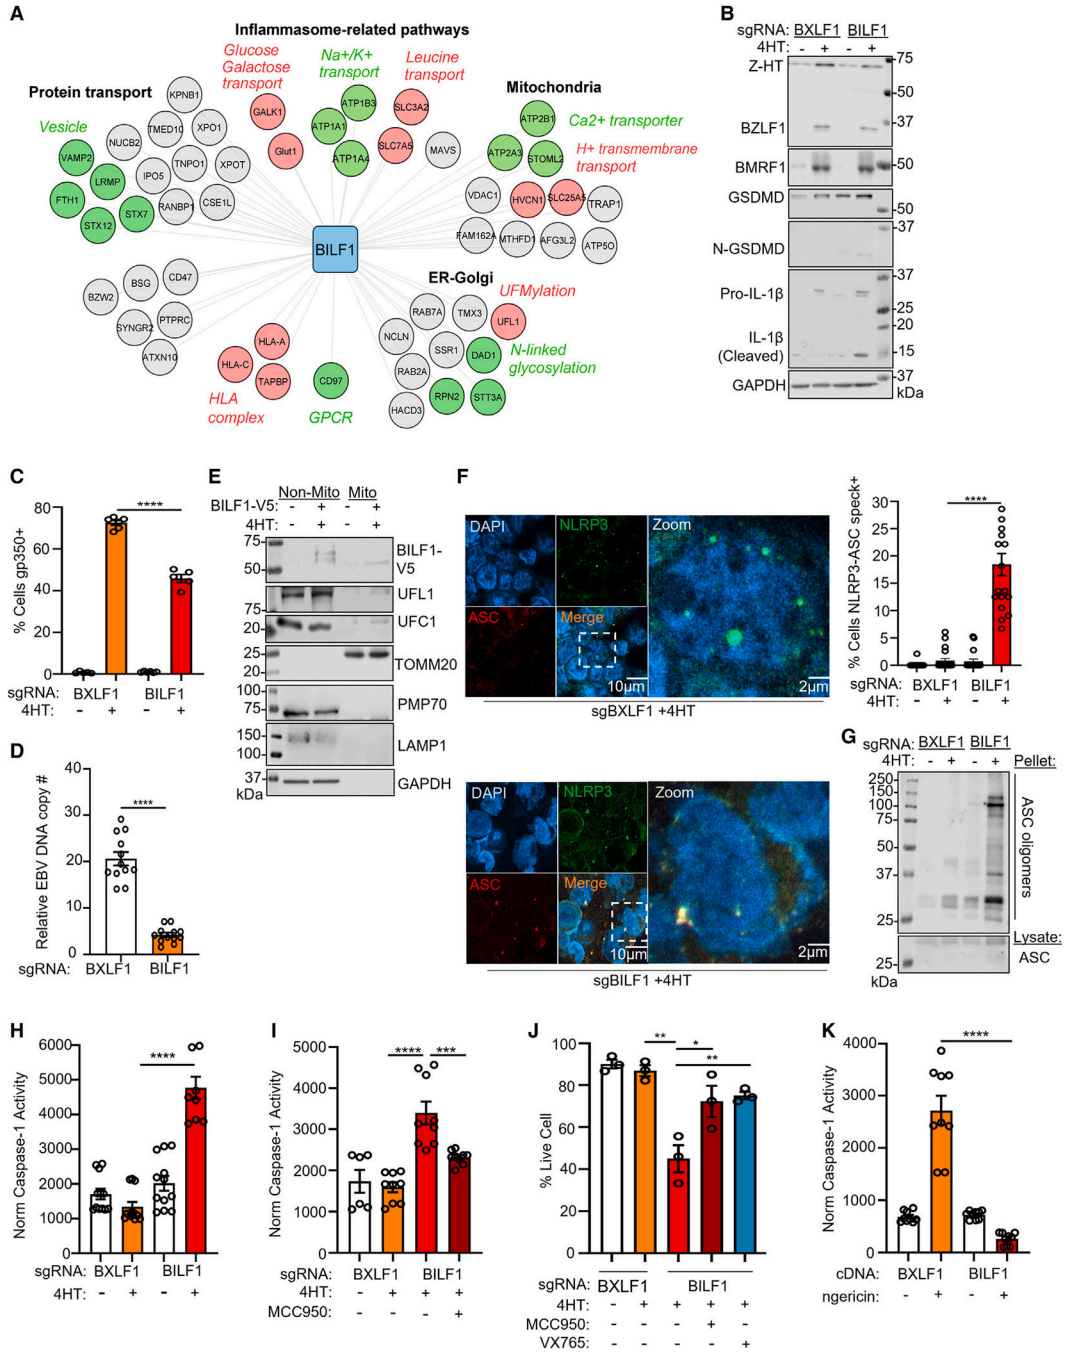 A
Inflammasome-related pathways
Glucose
Galactose
transport
Na+/K+
transport
Leucine
transport
Protein transport
Mitochondria
Vesicle
Ca2+ transporter
H+ transmembrane
transport
KPNB1
NUCB2
TMED10
XPO1
IPO5
TNPO1
XPOT
RANBP1
CSE1L
VAMP2
LRMP
FTH1
STX7
STX12
GALK1
Glut1
ATP1B3
ATP1A1
ATP1A4
SLC3A2
SLC7A5
MAVS
ATP2B1
ATP2A3
STOML2
VDAC1
HVCN1
SLC25A5
TRAP1
FAM162A
MTHFD1
AFG3L2
ATP5O
BILF1
BZW2
BSG
CD47
SYNGR2
PTPRC
ATXN10
HLA-A
HLA-C
TAPBP
HLA
complex
CD97
GPCR
ER-Golgi
UFMylation
RAB7A
TMX3
UFL1
NCLN
SSR1
DAD1
N-linked
glycosylation
RAB2A
RPN2
STT3A
HACD3
B
sgRNA: BXLF1 BILF1
4HT: - + - +
Z-HT
75
50
BZLF1
37
BMRF1
50
GSDMD
50
N-GSDMD
37
Pro-IL-1β
37
25
20
IL-1β
(Cleaved)
15
GAPDH
37
kDa
C
% Cells gp350+
80
60
40
20
0
****
sgRNA: BXLF1 BILF1
4HT: - + - +
D
Relative EBV DNA copy #
40
30
20
10
0
****
sgRNA: BXLF1 BILF1
E
Non-Mito Mito
BILF1-V5: - + - +
4HT: - + - +
75
50
BILF1-
V5
75
UFL1
20
UFC1
25
20
TOMM20
100
75
50
PMP70
150
100
LAMP1
37
GAPDH
kDa
F
DAPI
NLRP3
Zoom
ASC
Merge
10µm
2µm
sgBXLF1 +4HT
DAPI
NLRP3
Zoom
ASC
Merge
10µm
2µm
sgBILF1 +4HT
% Cells NLRP3-ASC speck+
30
25
20
15
10
5
0
****
sgRNA: BXLF1 BILF1
4HT: - + - +
G
sgRNA: BXLF1 BILF1
4HT: - + - + Pellet:
250
150
100
75
50
37
25
ASC oligomers
Lysate:
ASC
25
kDa
H
Norm Caspase-1 Activity
6000
5000
4000
3000
2000
1000
0
****
sgRNA: BXLF1 BILF1
4HT: - + - +
I
Norm Caspase-1 Activity
5000
4000
3000
2000
1000
0
**** ***
sgRNA: BXLF1 BILF1
4HT: - + + +
MCC950: - - - +
J
% Live Cell
100
80
60
40
20
0
**
*
**
sgRNA: BXLF1 BILF1
4HT: - + + + +
MCC950: - - - + -
VX765: - - - - +
K
Norm Caspase-1 Activity
4000
3000
2000
1000
0
****
cDNA: BXLF1 BILF1
ngericin: - + - +